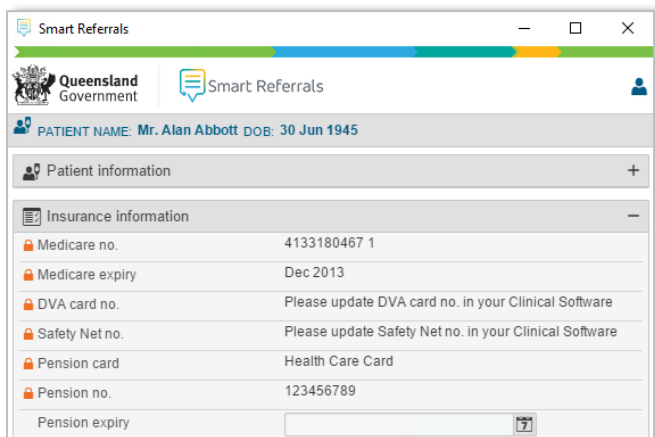 Smart Referrals
Queensland
Government
Smart Referrals
PATIENT NAME: Mr. Alan Abbott DOB: 30 Jun 1945
Patient information
Insurance information
Medicare no. 4133180467 1
Medicare expiry Dec 2013
DVA card no. Please update DVA card no. in your Clinical Software
Safety Net no. Please update Safety Net no. in your Clinical Software
Pension card Health Care Card
Pension no. 123456789
Pension expiry 7